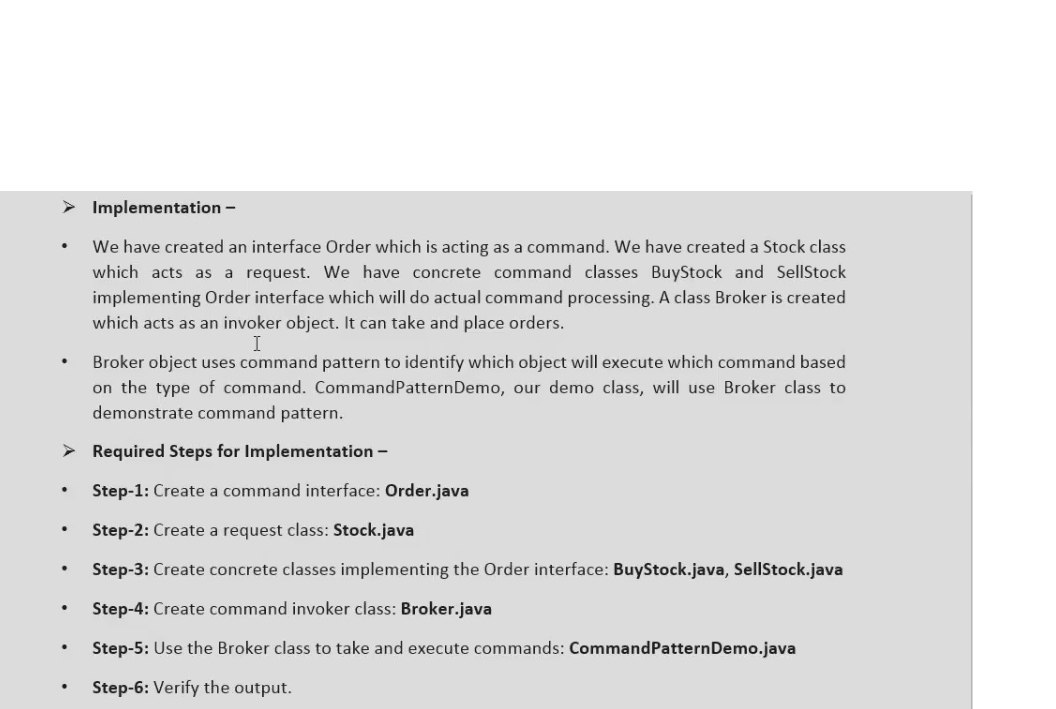 ➢ Implementation –
• We have created an interface Order which is acting as a command. We have created a Stock class
which acts as a request. We have concrete command classes BuyStock and SellStock
implementing Order interface which will do actual command processing. A class Broker is created
which acts as an invoker object. It can take and place orders.
• Broker object uses command pattern to identify which object will execute which command based
on the type of command. CommandPatternDemo, our demo class, will use Broker class to
demonstrate command pattern.
➢ Required Steps for Implementation –
• Step-1: Create a command interface: Order.java
• Step-2: Create a request class: Stock.java
• Step-3: Create concrete classes implementing the Order interface: BuyStock.java, SellStock.java
• Step-4: Create command invoker class: Broker.java
• Step-5: Use the Broker class to take and execute commands: CommandPatternDemo.java
• Step-6: Verify the output.